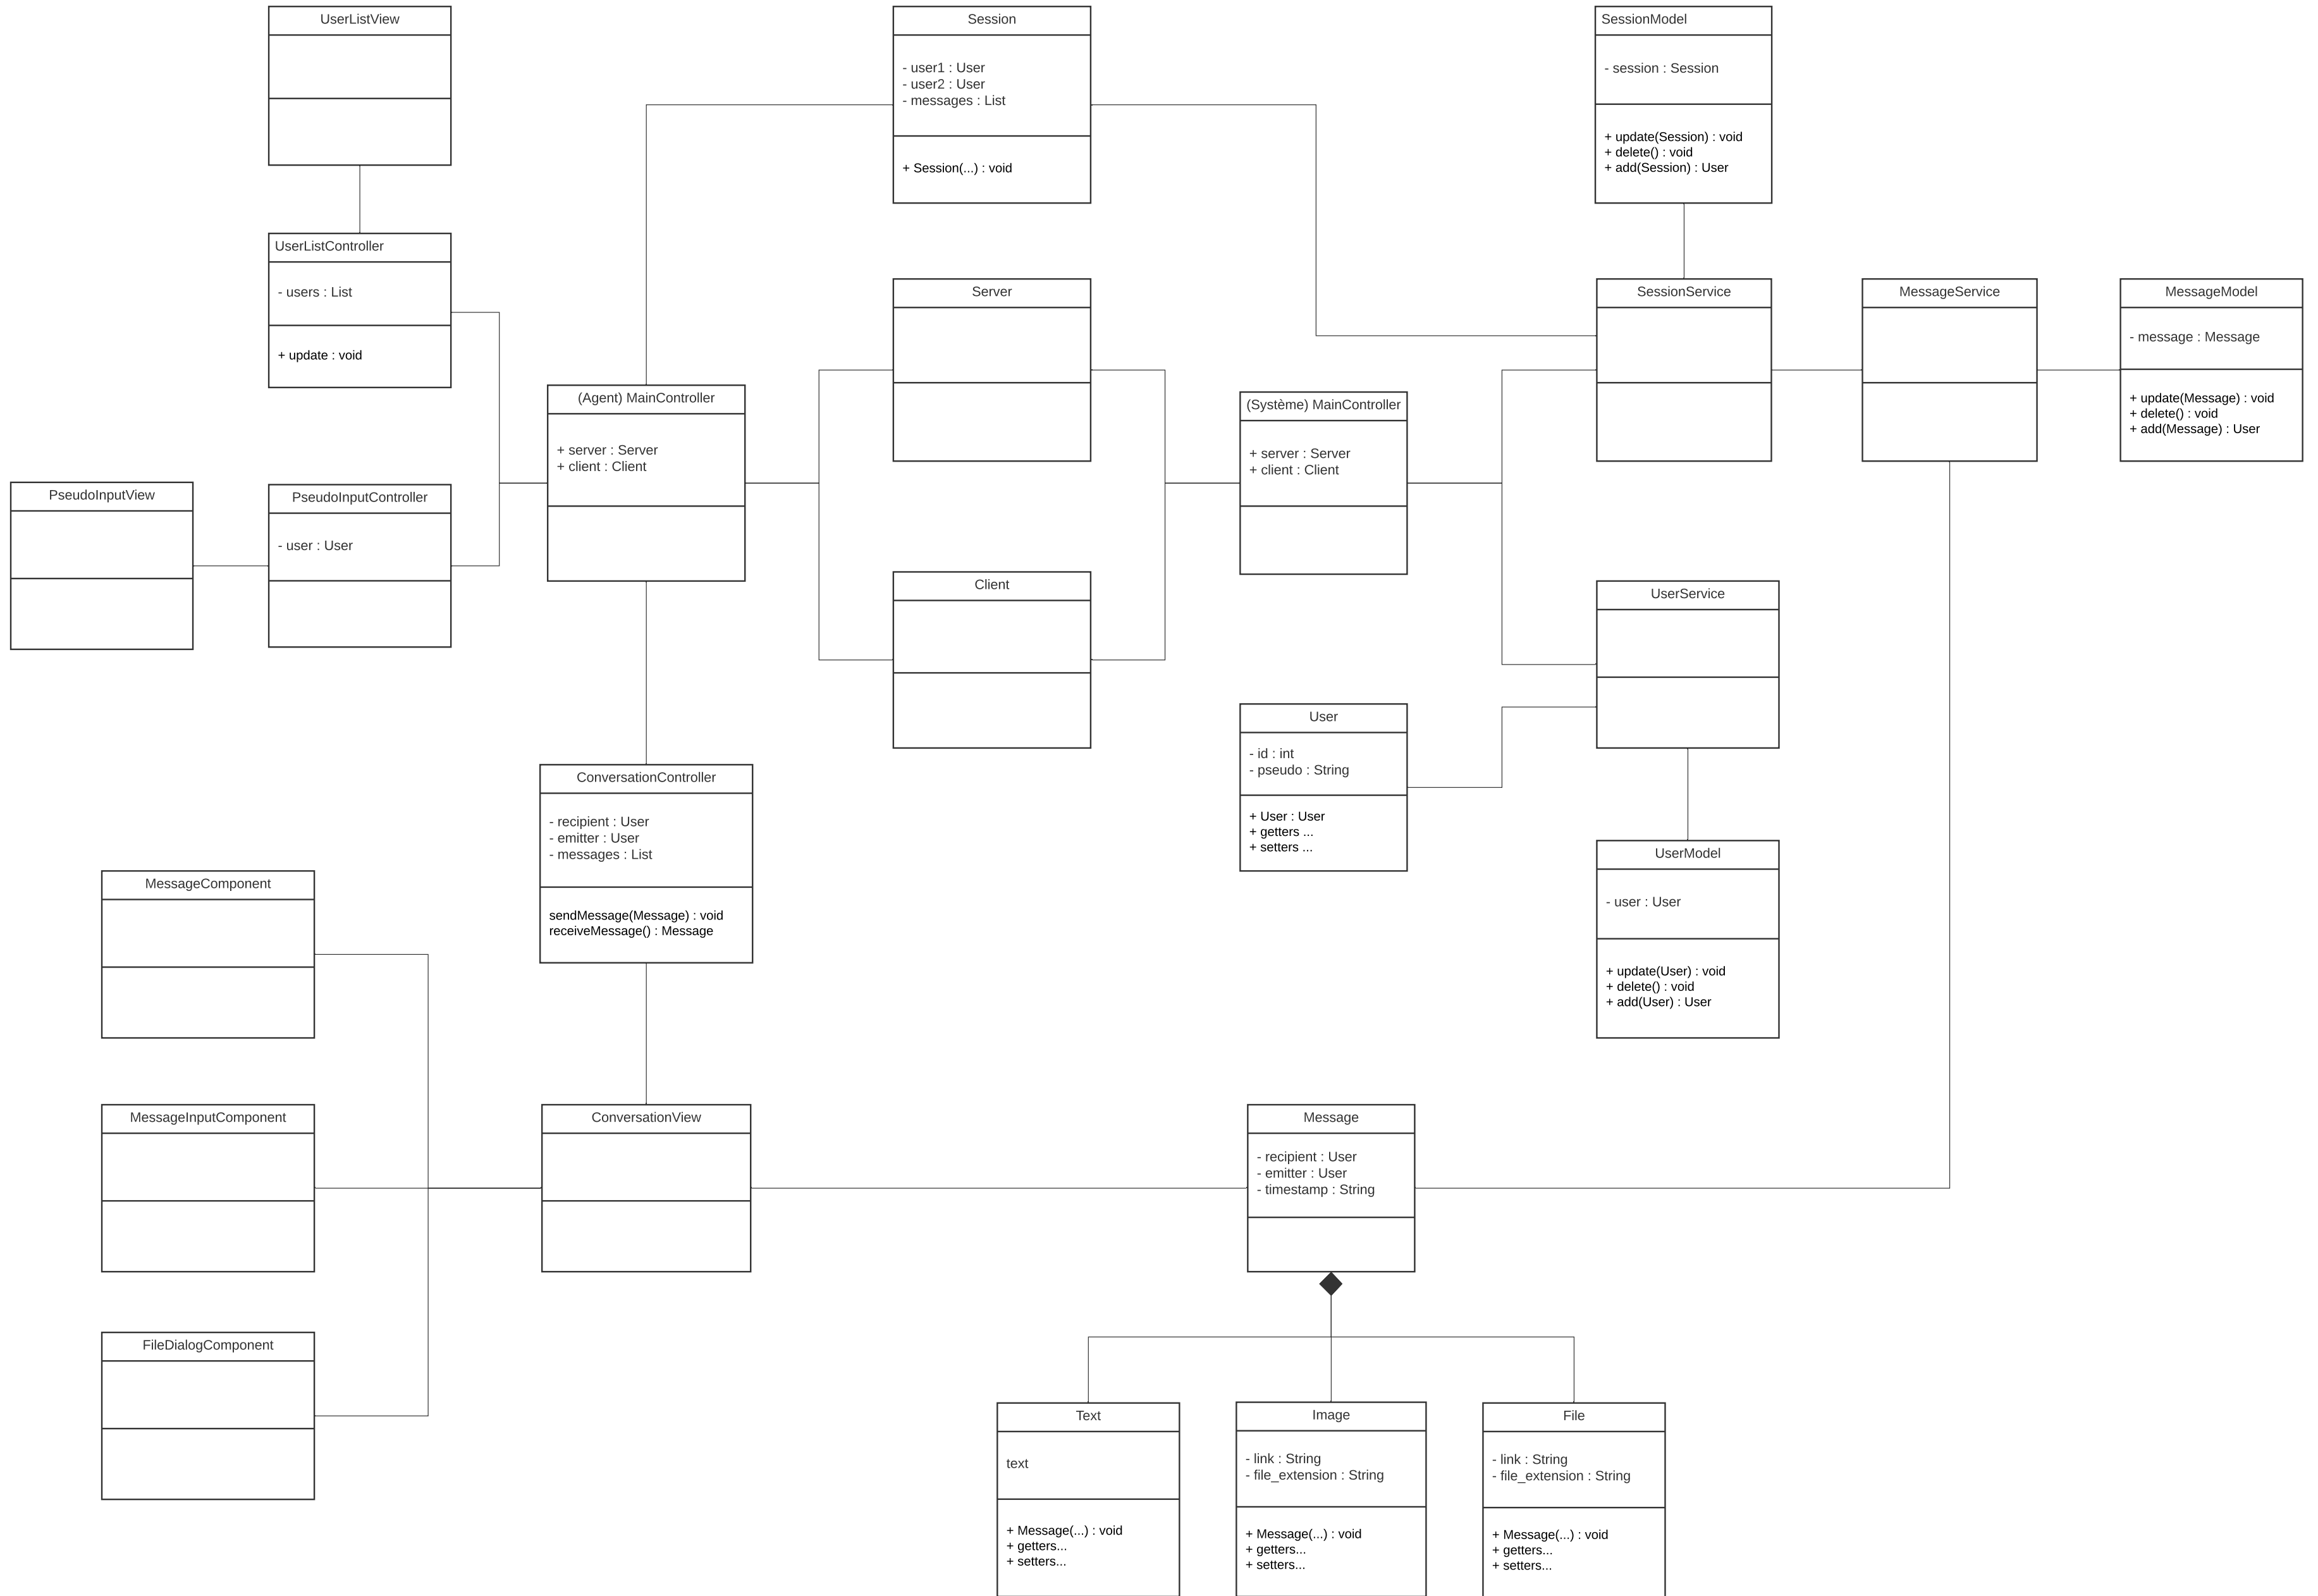 UserListView
Session
- user1 : User
- user2 : User
- messages : List
+ Session(...) : void
SessionModel
- session : Session
+ update(Session) : void
+ delete() : void
+ add(Session) : User
UserListController
- users : List
+ update : void
Server
SessionService
MessageService
MessageModel
- message : Message
+ update(Message) : void
+ delete() : void
+ add(Message) : User
(Agent) MainController
+ server : Server
+ client : Client
(Système) MainController
+ server : Server
+ client : Client
PseudoInputView
PseudoInputController
- user : User
Client
UserService
User
- id : int
- pseudo : String
+ User : User
+ getters ...
+ setters ...
ConversationController
- recipient : User
- emitter : User
- messages : List
sendMessage(Message) : void
receiveMessage() : Message
UserModel
- user : User
+ update(User) : void
+ delete() : void
+ add(User) : User
MessageComponent
MessageInputComponent
ConversationView
Message
- recipient : User
- emitter : User
- timestamp : String
FileDialogComponent
Text
text
+ Message(...) : void
+ getters...
+ setters...
Image
- link : String
- file_extension : String
+ Message(...) : void
+ getters...
+ setters...
File
- link : String
- file_extension : String
+ Message(...) : void
+ getters...
+ setters...